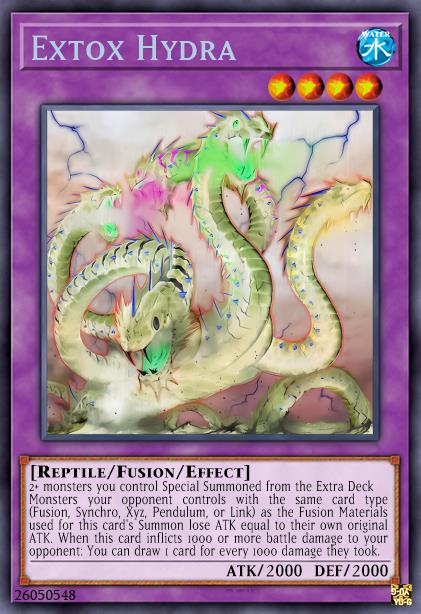 Extox Hydra
WATER
水
[Reptile/Fusion/Effect]
2+ monsters you control Special Summoned from the Extra Deck
Monsters your opponent controls with the same card type
(Fusion, Synchro, Xyz, Pendulum, or Link) as the Fusion Materials
used for this card's Summon lose ATK equal to their own original
ATK. When this card inflicts 1000 or more battle damage to your
opponent: You can draw 1 card for every 1000 damage they took.
ATK/2000 DEF/2000
26050548